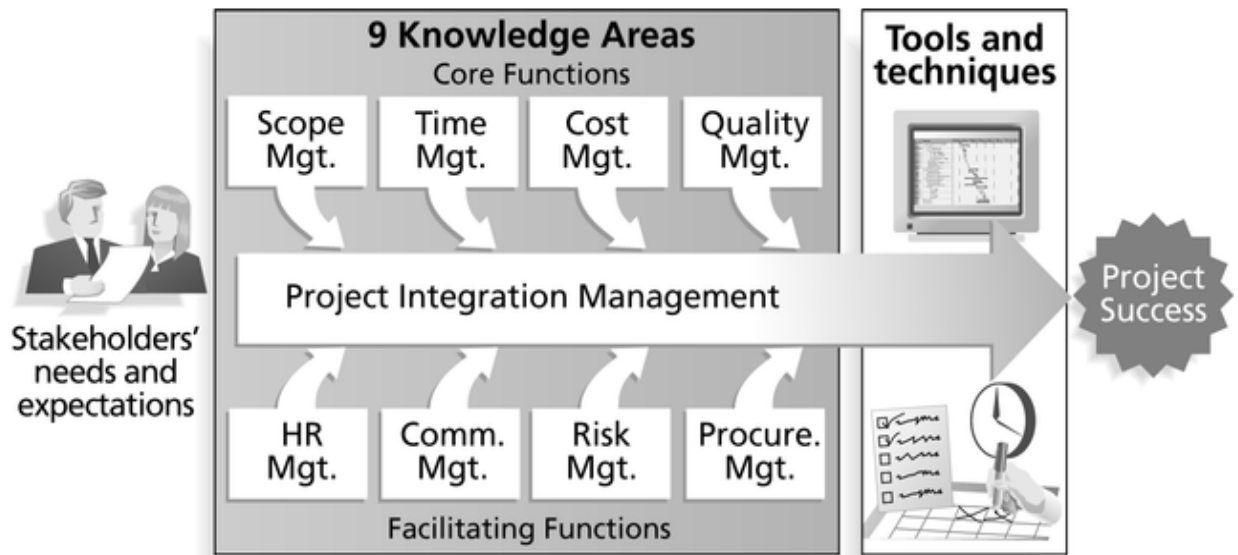 9 Knowledge Areas
Core Functions
Scope
Mgt.
Time
Mgt.
Cost
Mgt.
Quality
Mgt.
Tools and
techniques
Stakeholders'
needs and
expectations
Project Integration Management
Project
Success
HR
Mgt.
Comm.
Mgt.
Risk
Mgt.
Procure.
Mgt.
Facilitating Functions